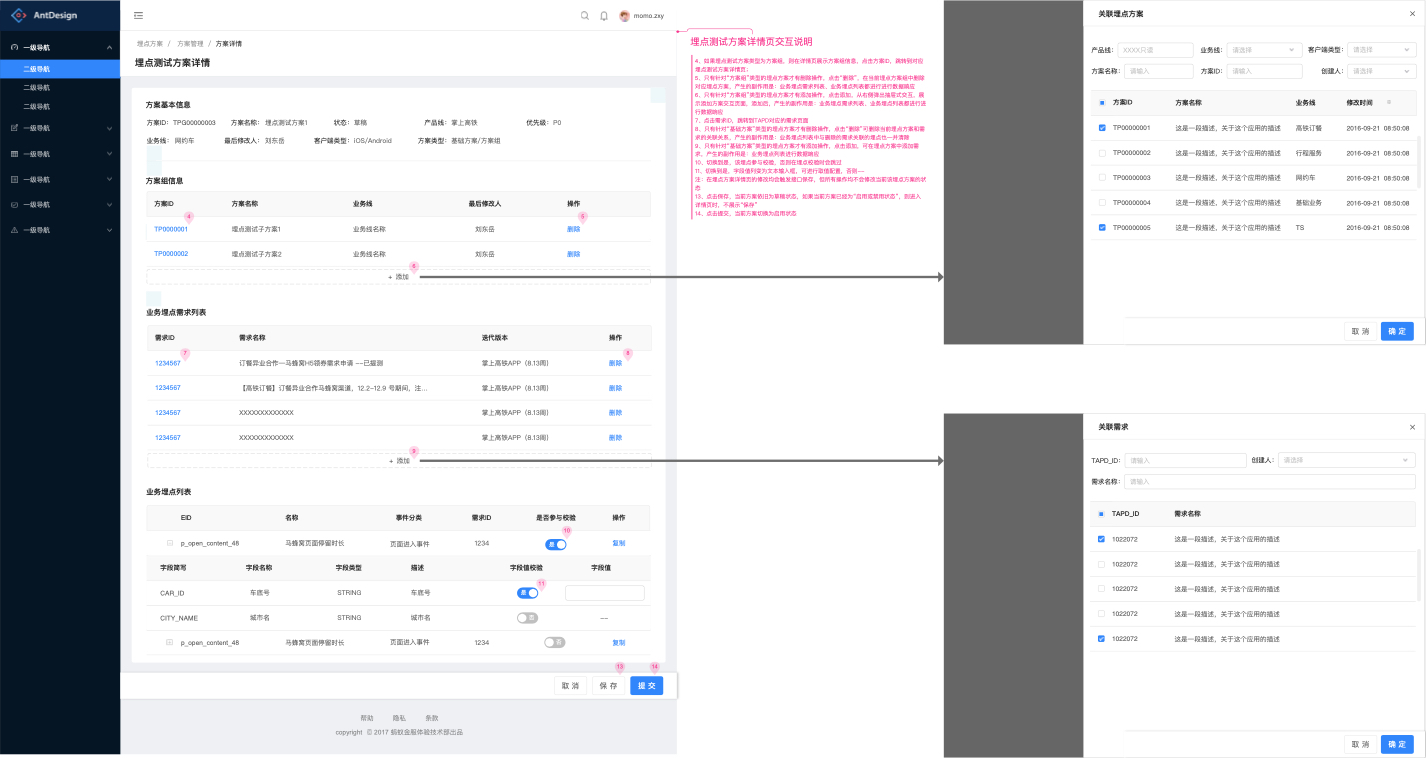 AntDesign
momo.zxy
一级导航
二级导航
二级导航
二级导航
二级导航
一级导航
一级导航
一级导航
一级导航
一级导航
埋点方案 / 方案管理 / 方案详情
埋点测试方案详情
方案基本信息
方案ID: TPG00000003 方案名称: 埋点测试方案1 状态: 草稿 产品线: 掌上高铁 优先级: P0
业务线: 网约车 最后修改人: 刘东岳 客户端类型: iOS/Android 方案类型: 基础方案/方案组
方案组信息
方案ID 方案名称 业务线 最后修改人 操作
4 5
TP0000001 埋点测试子方案1 业务线名称 刘东岳 删除
TP0000002 埋点测试子方案2 业务线名称 刘东岳 删除
6
+ 添加
业务埋点需求列表
需求ID 需求名称 迭代版本 操作
7 8
1234567 订餐异业合作—马蜂窝H5领券需求申请 ——已提测 掌上高铁APP（8.13周） 删除
1234567 【高铁订餐】订餐异业合作马蜂窝渠道，12.2-12.9 号期间，注... 掌上高铁APP（8.13周） 删除
1234567 XXXXXXXXXXXXX 掌上高铁APP（8.13周） 删除
1234567 XXXXXXXXXXXXX 掌上高铁APP（8.13周） 删除
9
+ 添加
业务埋点列表
EID 名称 事件分类 需求ID 是否参与校验 操作
10
p_open_content_48 马蜂窝页面停留时长 页面进入事件 1234 是 复制
字段简写 字段名称 字段类型 描述 字段值校验 字段值
11
CAR_ID 车底号 STRING 车底号 是
CITY_NAME 城市名 STRING 城市名 否 ——
p_open_content_48 马蜂窝页面停留时长 页面进入事件 1234 否 复制
13 14
取 消 保 存 提 交
帮助 隐私 条款
copyright © 2017 蚂蚁金服体验技术部出品
埋点测试方案详情页交互说明
4、如果埋点测试方案类型为方案组，则在详情页展示方案组信息，点击方案ID，跳转到对应
埋点测试方案详情页；
5、只有针对“方案组”类型的埋点方案才有删除操作，点击“删除”，在当前埋点方案组中删除
对应埋点方案，产生的副作用是：业务埋点需求列表、业务埋点列表都进行进行数据响应
6、只有针对“方案组”类型的埋点方案才有添加操作，点击添加，从右侧弹出抽屉式交互，展
示添加方案交互页面，添加后，产生的副作用是：业务埋点需求列表、业务埋点列表都进行进
行数据响应
7、点击需求ID，跳转到TAPD对应的需求页面
8、只有针对“基础方案”类型的埋点方案才有删除操作，点击“删除”可删除当前埋点方案和需
求的关联关系，产生的副作用是：业务埋点列表中与删除的需求关联的埋点也一并清除
9、只有针对“基础方案”类型的埋点方案才有添加操作，点击添加，可在埋点方案中添加需
求，产生的副作用是：业务埋点列表进行数据响应
10、切换到是，该埋点参与校验，否则在埋点校验时会跳过
11、切换到是，字段值列变为文本输入框，可进行取值配置，否则--
注：在埋点方案详情页的修改均会触发接口保存，但所有操作均不会修改当前该埋点方案的状
态
13、点击保存，当前方案依旧为草稿状态，如果当前方案已经为“启用或禁用状态”，则进入
详情页时，不展示“保存”
14、点击提交，当前方案切换为启用状态
关联埋点方案
产品线: XXXX只读 业务线: 请选择 客户端类型: 请选择
方案名称: 请输入 方案ID: 请输入 创建人: 请选择
方案ID 方案名称 业务线 修改时间
TP00000001 这是一段描述，关于这个应用的描述 高铁订餐 2016-09-21 08:50:08
TP00000002 这是一段描述，关于这个应用的描述 行程服务 2016-09-21 08:50:08
TP00000003 这是一段描述，关于这个应用的描述 网约车 2016-09-21 08:50:08
TP00000004 这是一段描述，关于这个应用的描述 基础业务 2016-09-21 08:50:08
TP00000005 这是一段描述，关于这个应用的描述 TS 2016-09-21 08:50:08
取 消 确 定
关联需求
TAPD_ID: 请输入 创建人: 请选择
需求名称: 请输入
TAPD_ID 需求名称
1022072 这是一段描述，关于这个应用的描述
1022072 这是一段描述，关于这个应用的描述
1022072 这是一段描述，关于这个应用的描述
1022072 这是一段描述，关于这个应用的描述
1022072 这是一段描述，关于这个应用的描述
取 消 确 定